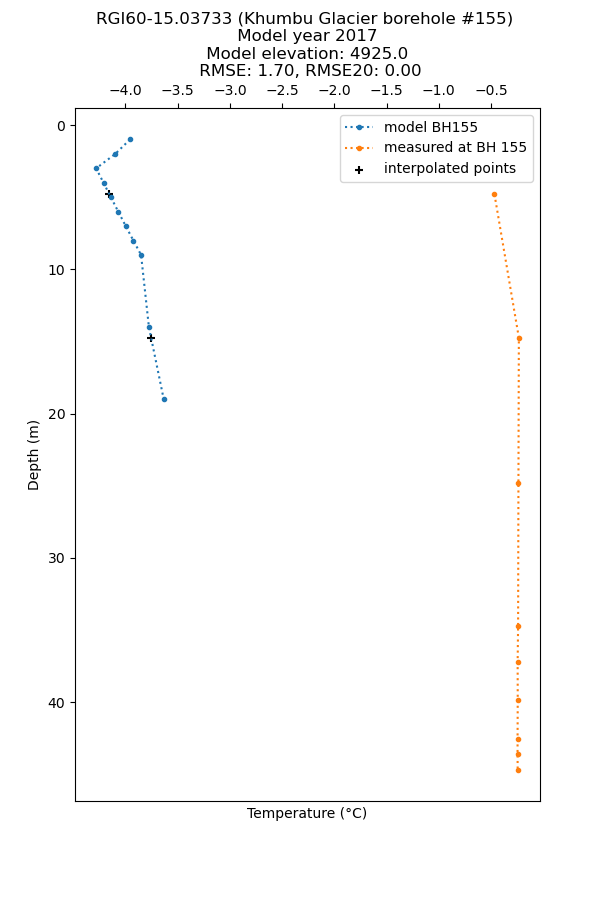 RGI60-15.03733 (Khumbu Glacier borehole #155)
Model year 2017
Model elevation: 4925.0
RMSE: 1.70, RMSE20: 0.00
−4.0 −3.5 −3.0 −2.5 −2.0 −1.5 −1.0 −0.5
model BH155
measured at BH 155
interpolated points
0
10
20
30
40
Depth (m)
Temperature (°C)